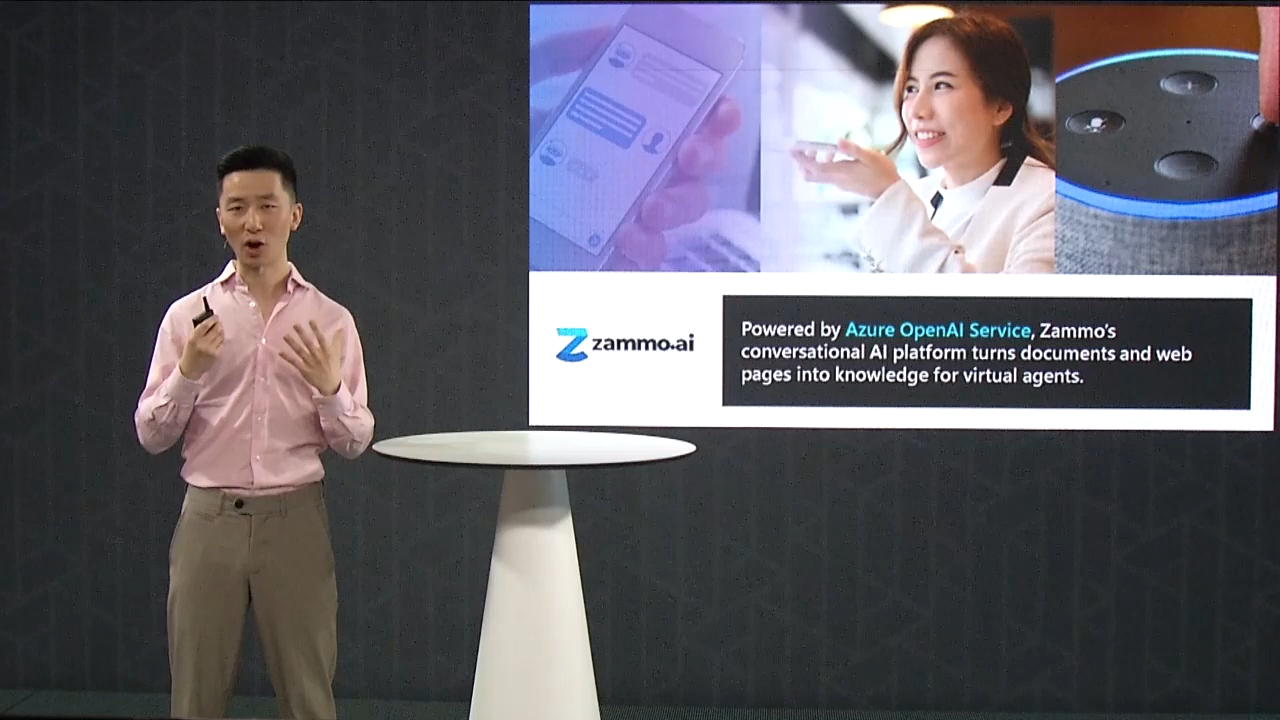 zammo.ai
Powered by Azure OpenAI Service, Zammo's
conversational AI platform turns documents and web
pages into knowledge for virtual agents.